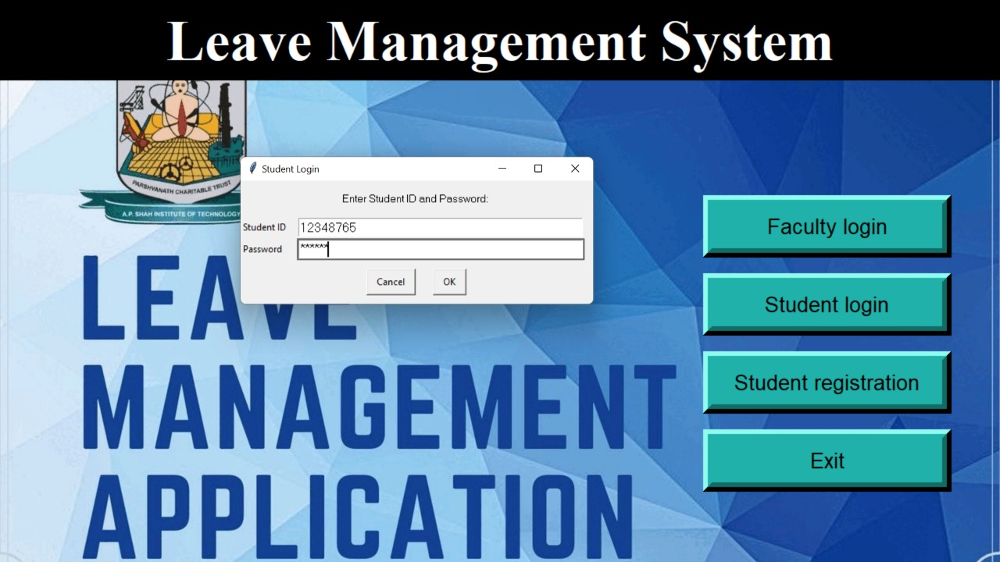 Leave Management System
PARSHVANATH CHARITABLE TRUST
A.P. SHAH INSTITUTE OF TECHNOLOGY
Student Login
Enter Student ID and Password:
Student ID 12348765
Password ******
Cancel OK
Faculty login
Student login
Student registration
Exit
LEAVE
MANAGEMENT
APPLICATION